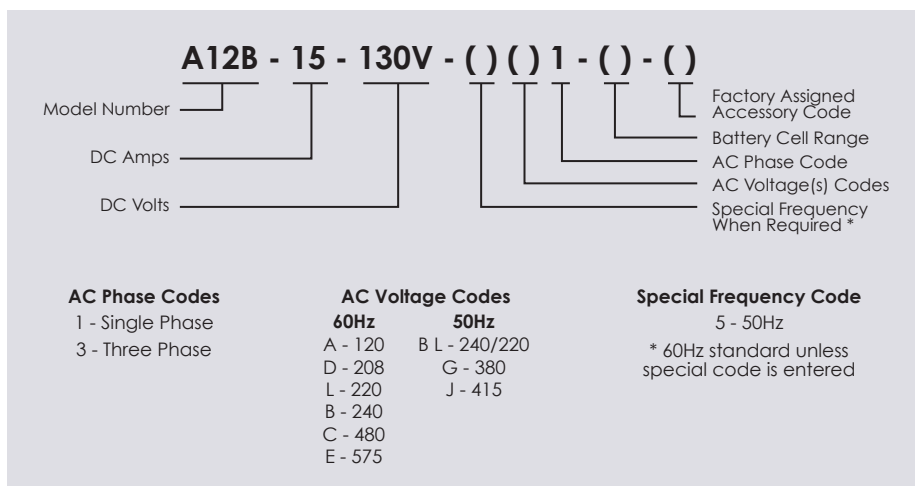 A12B - 15 - 130V - ( ) ( ) 1 - ( ) - ( )
Model Number
DC Amps
DC Volts
Factory Assigned
Accessory Code
Battery Cell Range
AC Phase Code
AC Voltage(s) Codes
Special Frequency
When Required *
AC Phase Codes
1 - Single Phase
3 - Three Phase
AC Voltage Codes
60Hz 50Hz
A - 120 B L - 240/220
D - 208 G - 380
L - 220 J - 415
B - 240
C - 480
E - 575
Special Frequency Code
5 - 50Hz
* 60Hz standard unless
special code is entered